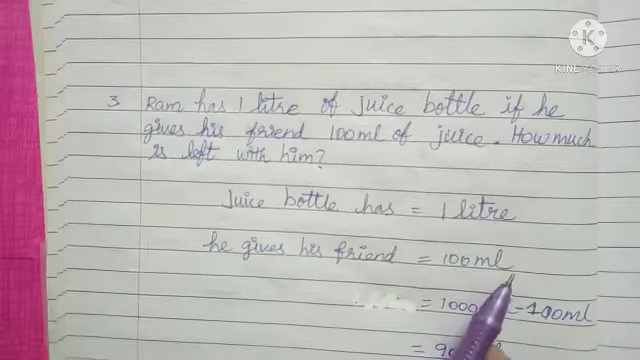 K
KINEMASTER
3 Ram has 1 litre of juice bottle if he
gives his friend 100ml of juice. How much
is left with him?
Juice bottle has = 1 litre
he gives his friend = 100ml
= 1000 - 100ml
= 90